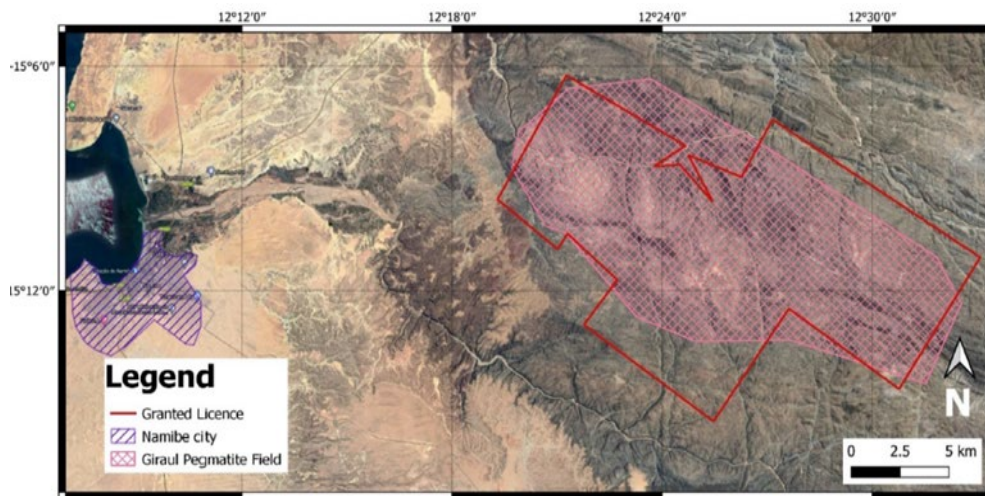 12°12'0" 12°18'0" 12°24'0" 12°30'0"
-15°6'0"
15°12'0"
Legend
Granted Licence
Namibe city
Giraul Pegmatite Field
N
0 2.5 5 km